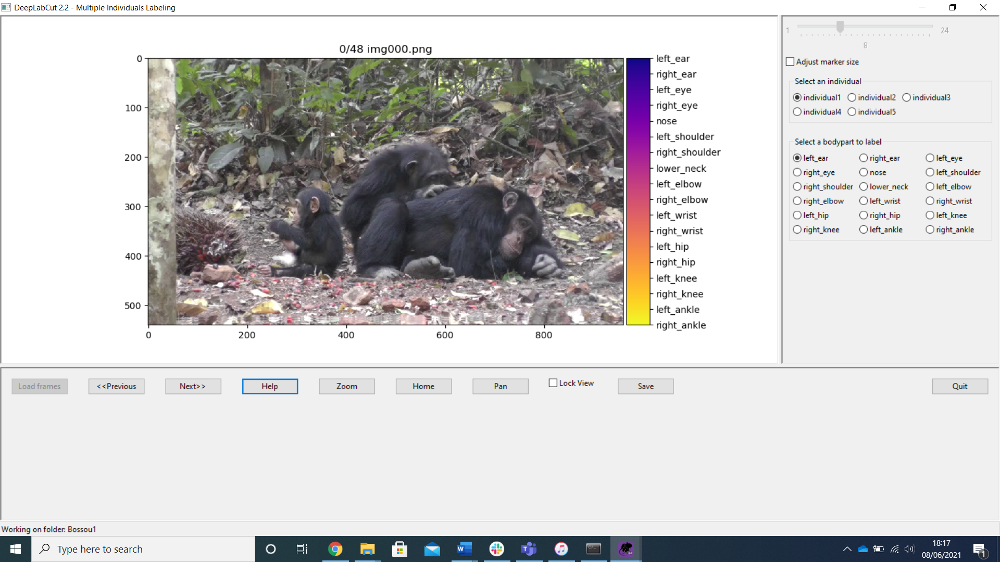 DeepLabCut 2.2 - Multiple Individuals Labeling
0/48 img000.png
0
100
200
300
400
500
0
200
400
600
800
left_ear
right_ear
left_eye
right_eye
nose
left_shoulder
right_shoulder
lower_neck
left_elbow
right_elbow
left_wrist
right_wrist
left_hip
right_hip
left_knee
right_knee
left_ankle
right_ankle
1
24
8
Adjust marker size
Select an individual
individual1 individual2 individual3
individual4 individual5
Select a bodypart to label
left_ear right_ear left_eye
right_eye nose left_shoulder
right_shoulder lower_neck left_elbow
right_elbow left_wrist right_wrist
left_hip right_hip left_knee
right_knee left_ankle right_ankle
Load frames <<Previous Next>> Help Zoom Home Pan Lock View Save Quit
Working on folder: Bossou1
Type here to search
18:17
08/06/2021
1